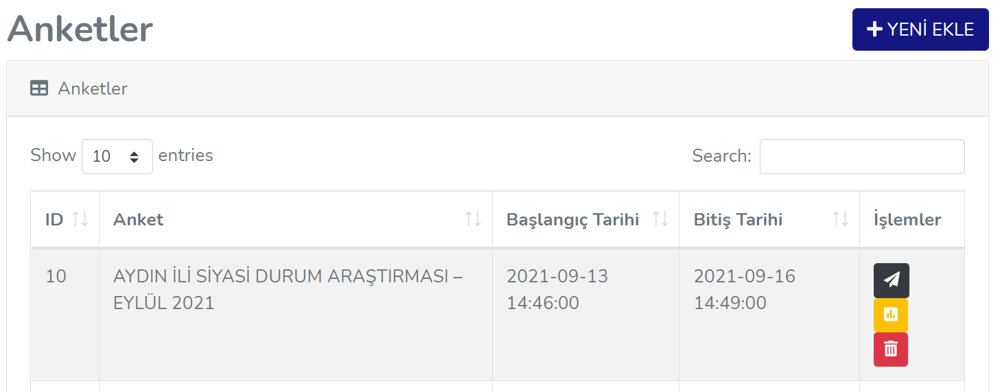 Anketler
YENİ EKLE
Anketler
Show 10 entries
Search:
ID Anket Başlangıç Tarihi Bitiş Tarihi İşlemler
10 AYDIN İLİ SİYASİ DURUM ARAŞTIRMASI – 2021-09-13 2021-09-16
EYLÜL 2021 14:46:00 14:49:00